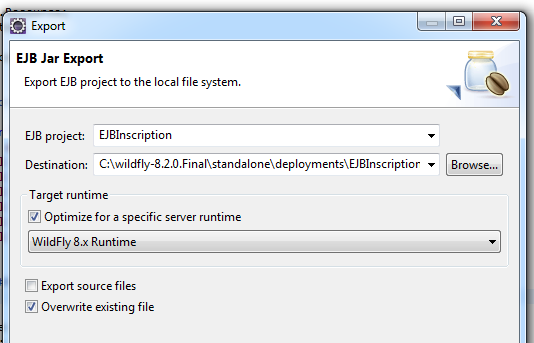 Export
EJB Jar Export
Export EJB project to the local file system.
EJB project: EJBInscription
Destination: C:\wildfly-8.2.0.Final\standalone\deployments\EJBInscription Browse...
Target runtime
Optimize for a specific server runtime
WildFly 8.x Runtime
Export source files
Overwrite existing file